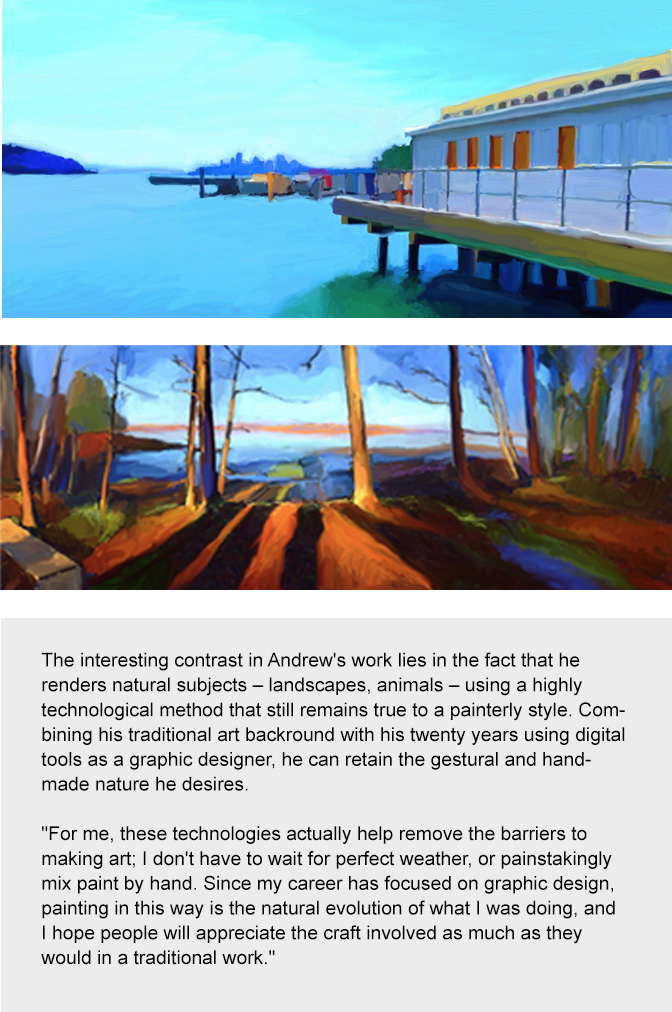 The interesting contrast in Andrew's work lies in the fact that he
renders natural subjects – landscapes, animals – using a highly
technological method that still remains true to a painterly style. Com-
bining his traditional art backround with his twenty years using digital
tools as a graphic designer, he can retain the gestural and hand-
made nature he desires.
"For me, these technologies actually help remove the barriers to
making art; I don't have to wait for perfect weather, or painstakingly
mix paint by hand. Since my career has focused on graphic design,
painting in this way is the natural evolution of what I was doing, and
I hope people will appreciate the craft involved as much as they
would in a traditional work."